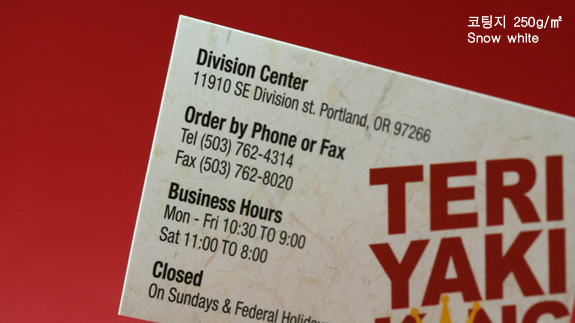 코팅지 250g/㎡
Snow white
Division Center
11910 SE Division st. Portland, OR 97266
Order by Phone or Fax
Tel (503) 762-4314
Fax (503) 762-8020
Business Hours
Mon - Fri 10:30 TO 9:00
Sat 11:00 TO 8:00
Closed
On Sundays & Federal
TERI
YAKI